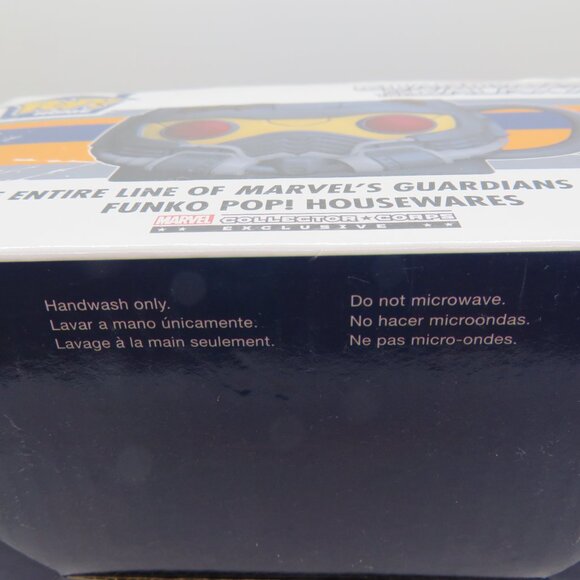 POP!
ENTIRE LINE OF MARVEL'S GUARDIANS
FUNKO POP! HOUSEWARES
MARVEL COLLECTOR★CORPS
★ ★ EXCLUSIVE ★ ★
Handwash only.
Lavar a mano únicamente.
Lavage à la main seulement.
Do not microwave.
No hacer microondas.
Ne pas micro-ondes.